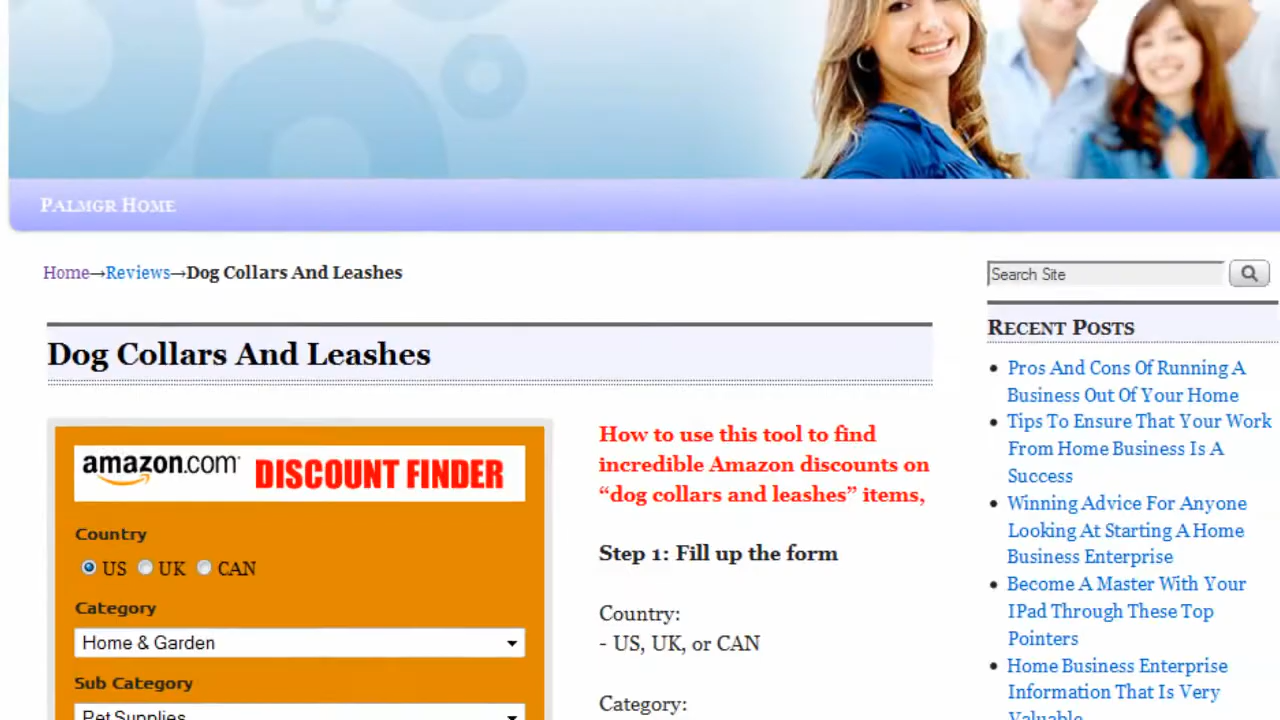 Palmgr Home
Home→Reviews→Dog Collars And Leashes
Dog Collars And Leashes
amazon.com DISCOUNT FINDER
Country
US UK CAN
Category
Home & Garden
Sub Category
Pet Supplies
How to use this tool to find
incredible Amazon discounts on
“dog collars and leashes” items,
Step 1: Fill up the form
Country:
- US, UK, or CAN
Category:
Search Site
Recent Posts
Pros And Cons Of Running A
Business Out Of Your Home
Tips To Ensure That Your Work
From Home Business Is A
Success
Winning Advice For Anyone
Looking At Starting A Home
Business Enterprise
Become A Master With Your
IPad Through These Top
Pointers
Home Business Enterprise
Information That Is Very
Valuable